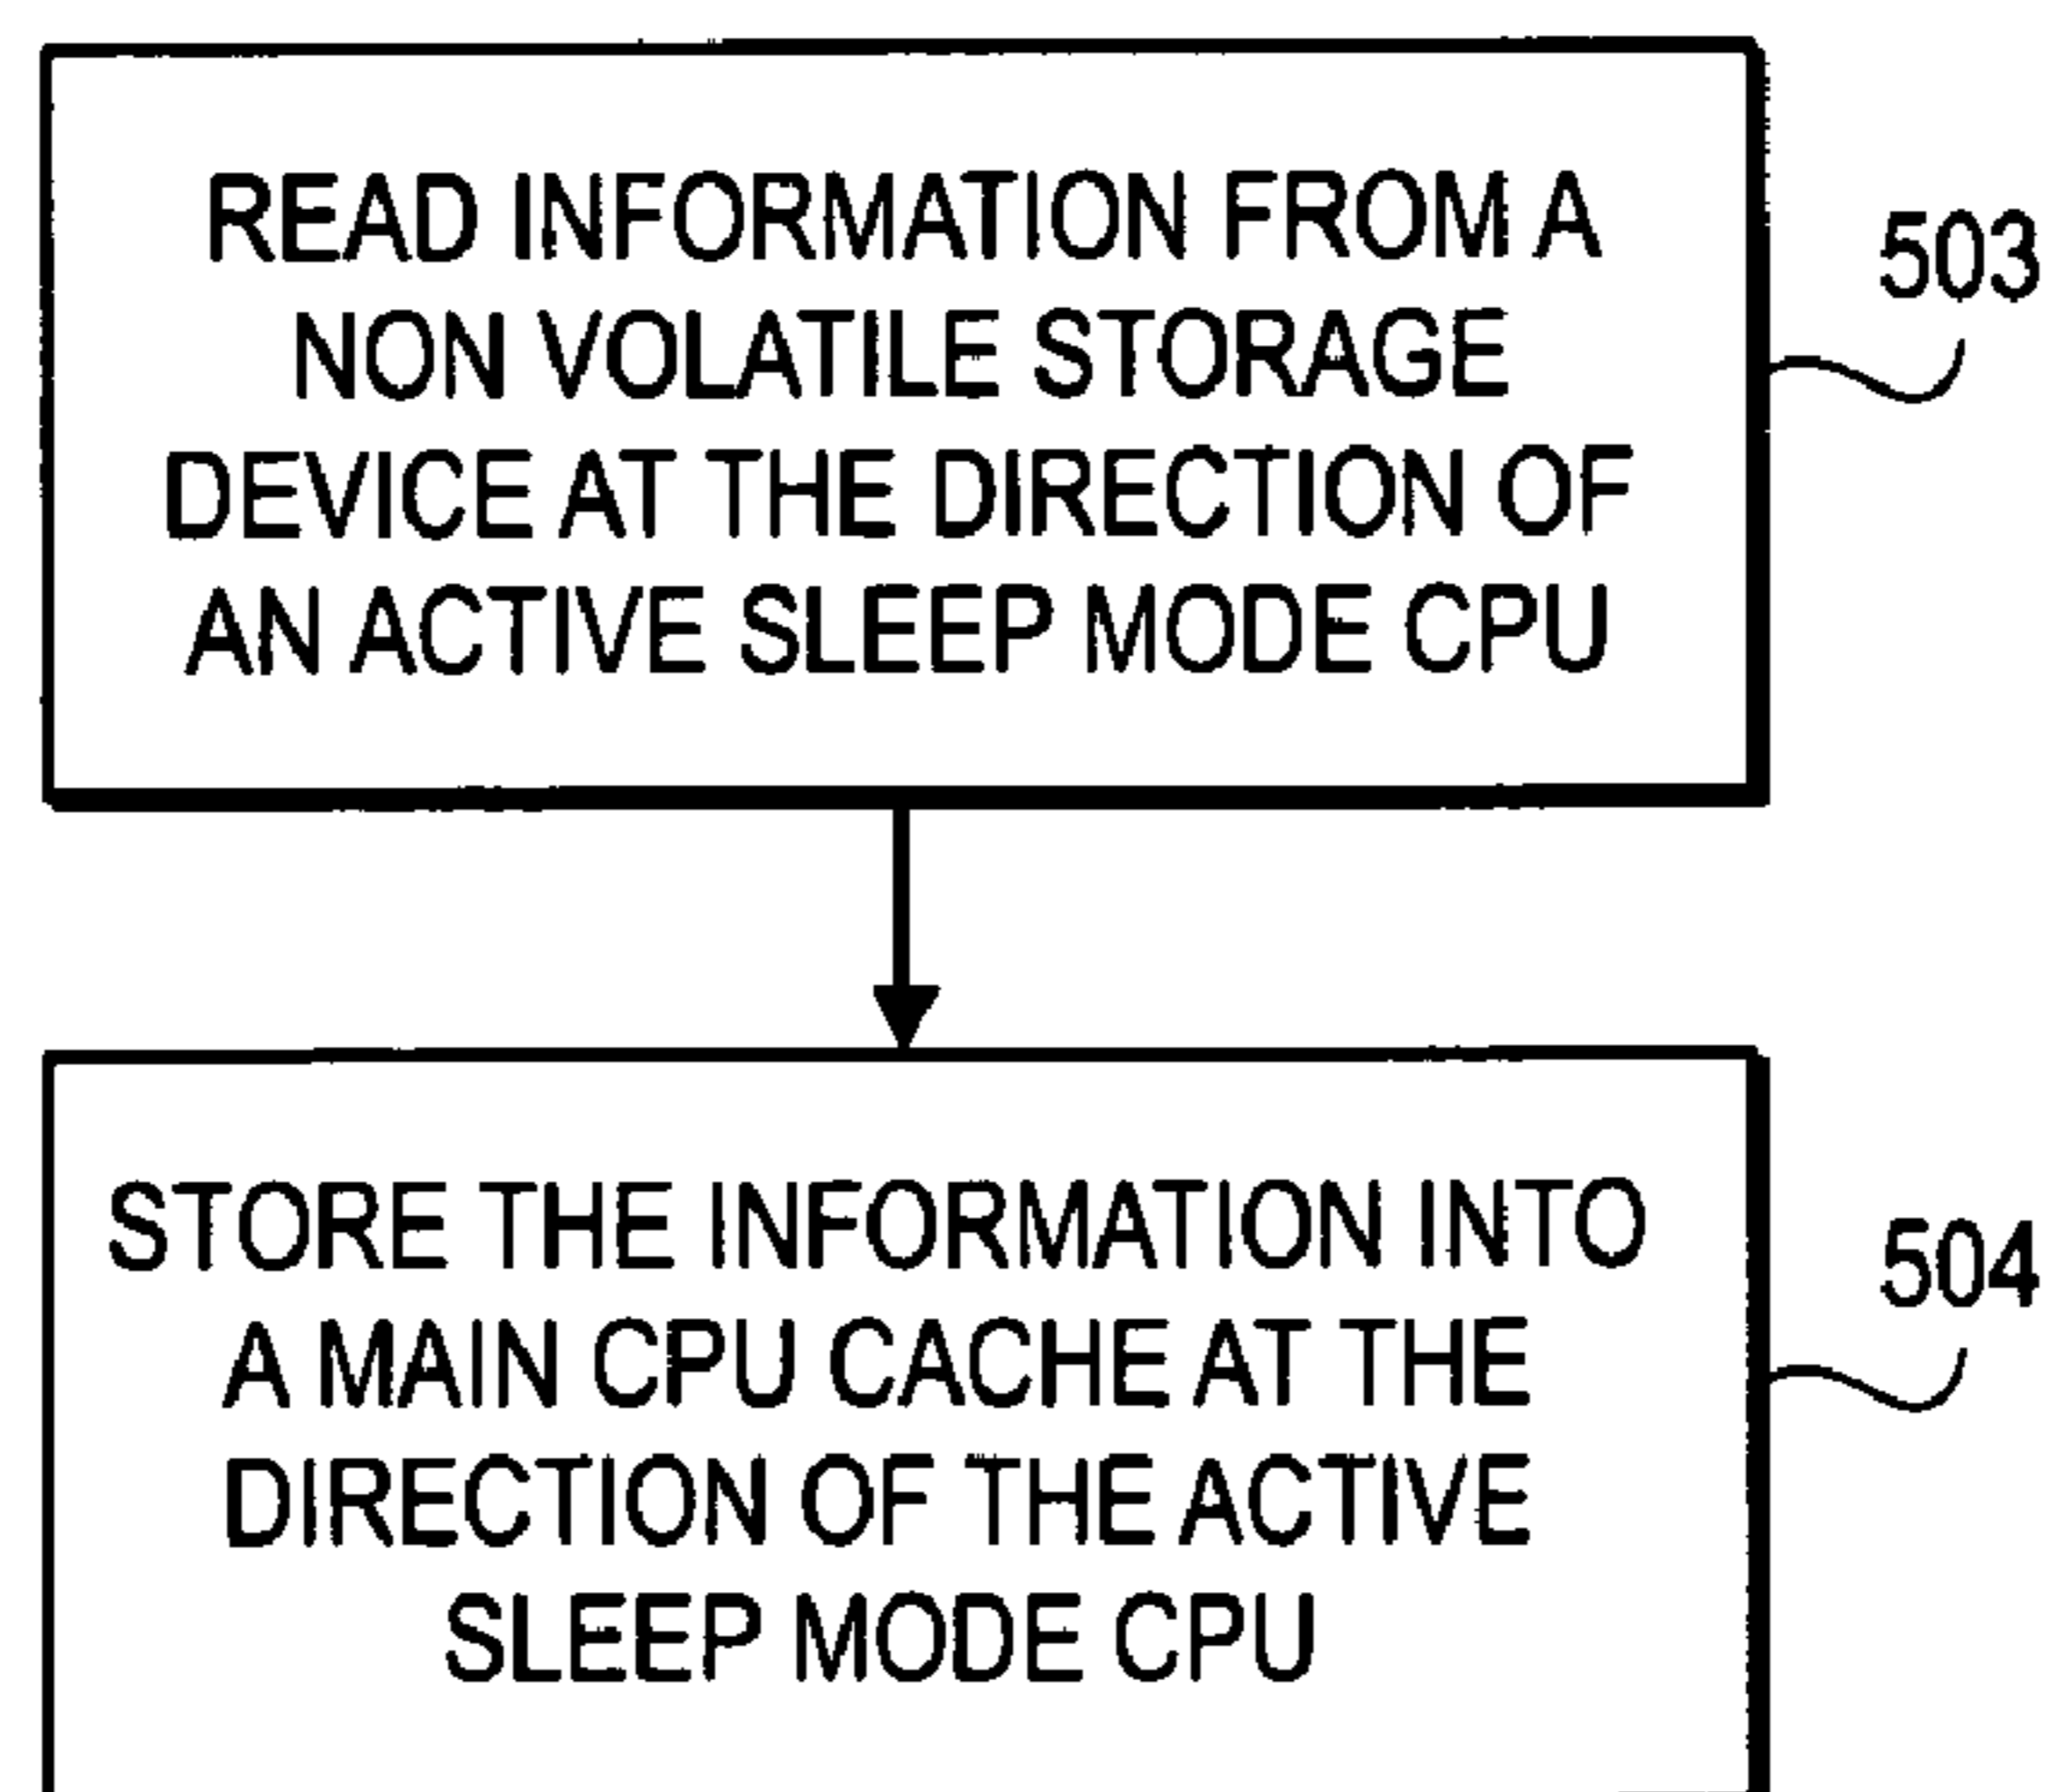 READ INFORMATION FROM A
NON VOLATILE STORAGE
DEVICE AT THE DIRECTION OF
AN ACTIVE SLEEP MODE CPU
503
STORE THE INFORMATION INTO
A MAIN CPU CACHE AT THE
DIRECTION OF THE ACTIVE
SLEEP MODE CPU
504